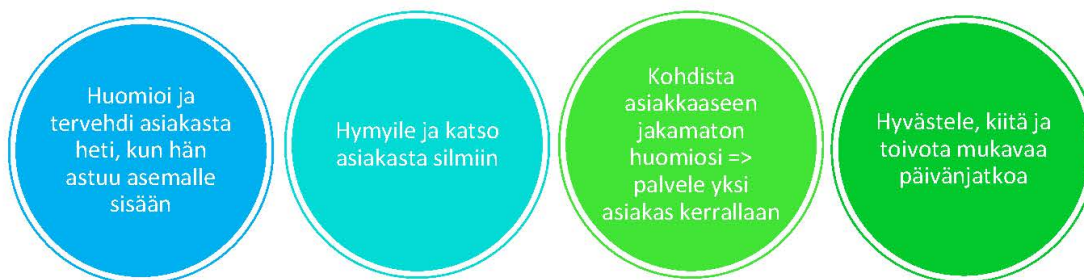 Huomioi ja
tervehdi asiakasta
heti, kun hän
astuu asemalle
sisään
Hymyile ja katso
asiakasta silmiin
Kohdista
asiakkaaseen
jakamaton
huomiosi =>
palvele yksi
asiakas kerrallaan
Hyvästele, kiitä ja
toivota mukavaa
päivänjatkoa